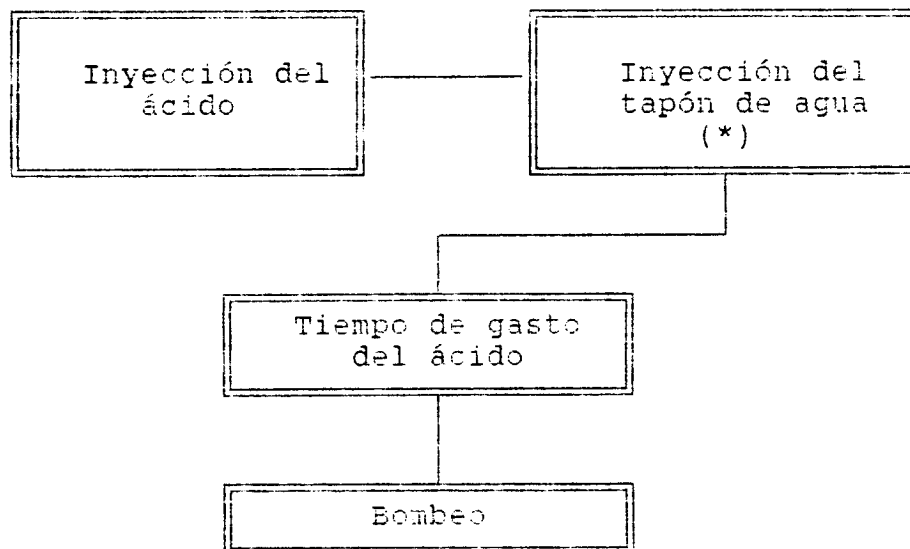 Inyección del
ácido
Inyección del
tapón de agua
(*)
Tiempo de gasto
del ácido
Bombeo